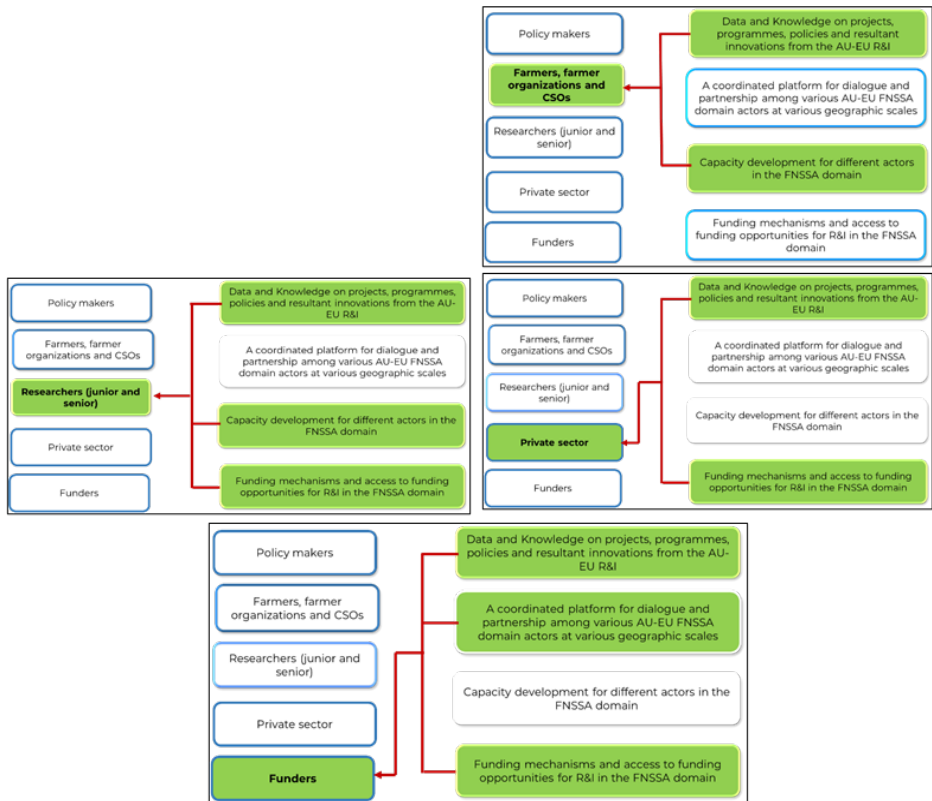 Policy makers
Farmers, farmer
organizations and
CSOs
Researchers (junior and
senior)
Private sector
Funders
Data and Knowledge on projects,
programmes, policies and resultant
innovations from the AU-EU R&I
A coordinated platform for dialogue and
partnership among various AU-EU FNSSA
domain actors at various geographic scales
Capacity development for different actors
in the FNSSA domain
Funding mechanisms and access to
funding opportunities for R&I in the FNSSA
domain
Policy makers
Farmers, farmer
organizations and CSOs
Researchers (junior and
senior)
Private sector
Funders
Data and Knowledge on projects, programmes,
policies and resultant innovations from the AU-
EU R&I
A coordinated platform for dialogue and
partnership among various AU-EU FNSSA
domain actors at various geographic scales
Capacity development for different actors in the
FNSSA domain
Funding mechanisms and access to funding
opportunities for R&I in the FNSSA domain
Policy makers
Farmers, farmer
organizations and CSOs
Researchers (junior and
senior)
Private sector
Funders
Data and Knowledge on projects, programmes,
policies and resultant innovations from the AU-
EU R&I
A coordinated platform for dialogue and
partnership among various AU-EU FNSSA
domain actors at various geographic scales
Capacity development for different actors in the
FNSSA domain
Funding mechanisms and access to funding
opportunities for R&I in the FNSSA domain
Policy makers
Farmers, farmer
organizations and CSOs
Researchers (junior and
senior)
Private sector
Funders
Data and Knowledge on projects, programmes,
policies and resultant innovations from the AU-
EU R&I
A coordinated platform for dialogue and
partnership among various AU-EU FNSSA
domain actors at various geographic scales
Capacity development for different actors in the
FNSSA domain
Funding mechanisms and access to funding
opportunities for R&I in the FNSSA domain